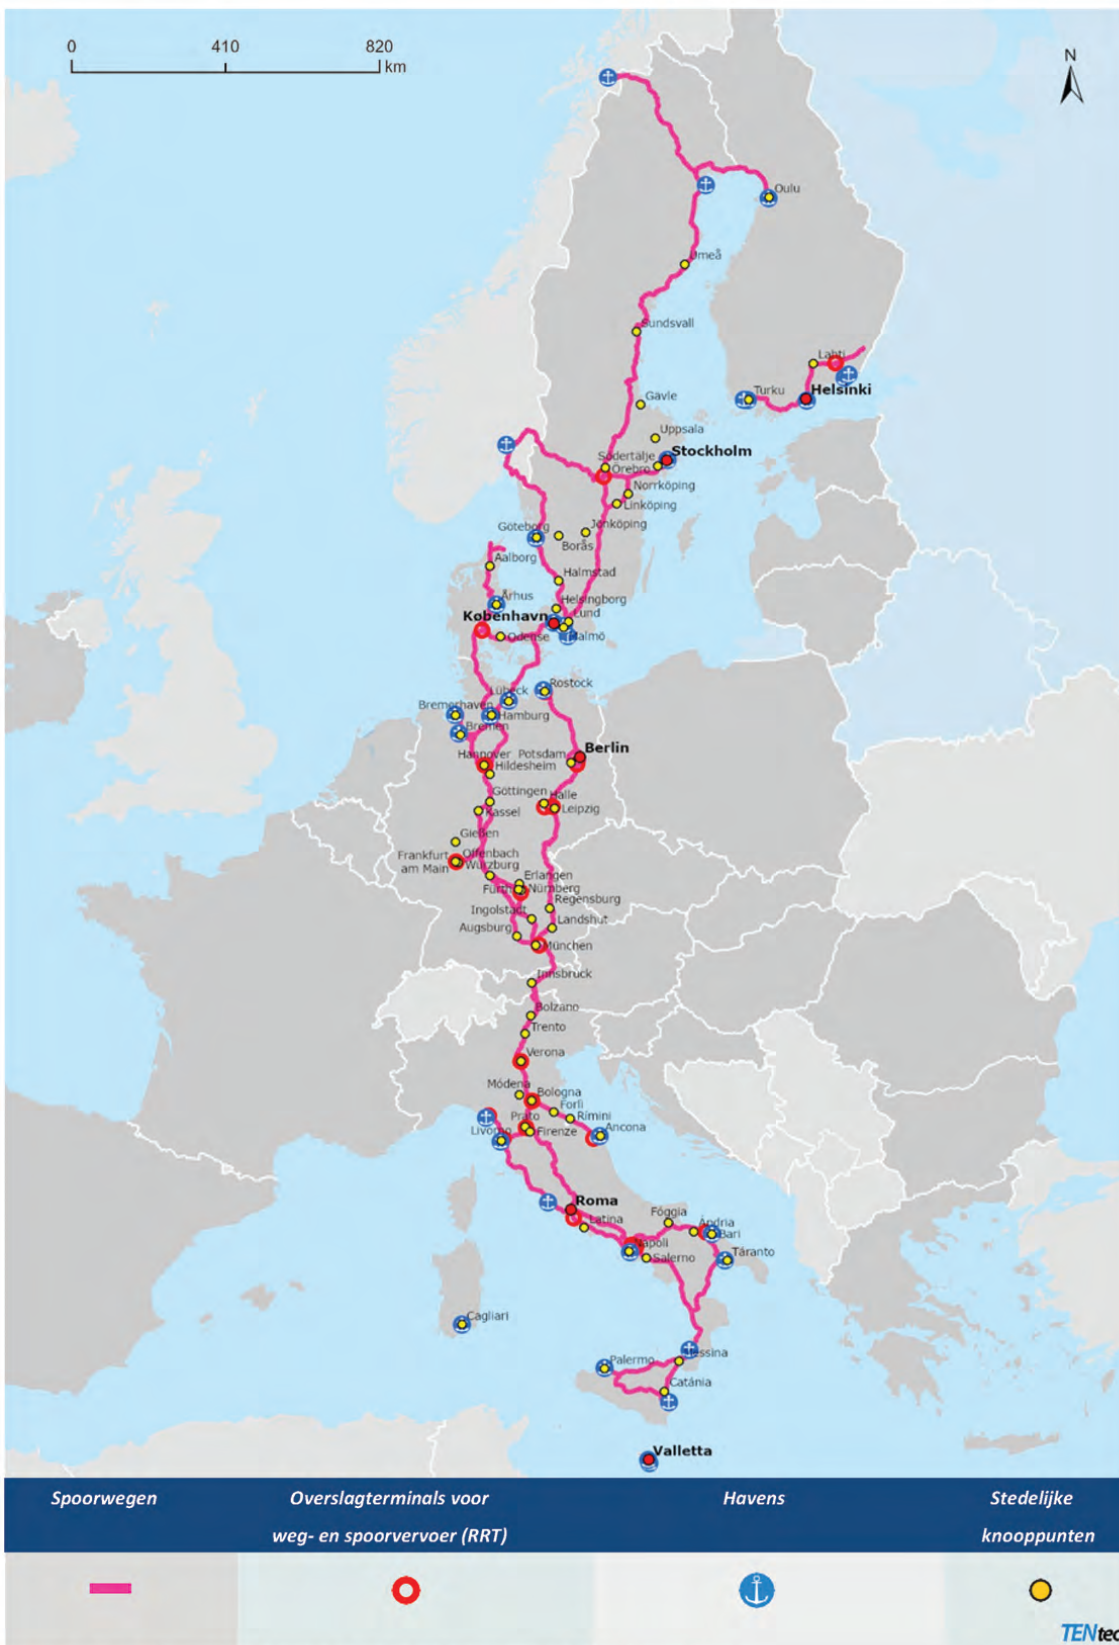 0 410 820
km
N
Oulu
Umeå
Sundsvall
Lahti
Gävle
Turku
Helsinki
Uppsala
Stockholm
Södertälje
Örebro
Norrköping
Linköping
Göteborg
Jönköping
Borås
Aalborg
Halmstad
Århus
Helsingborg
København
Lund
Odense
Malmö
Rostock
Lübeck
Bremerhaven
Hamburg
Bremen
Berlin
Hannover
Potsdam
Hildesheim
Göttingen
Halle
Kassel
Leipzig
Gießen
Frankfurt
am Main
Offenbach
Würzburg
Erlangen
Fürth
Nürnberg
Regensburg
Ingolstadt
Landshut
Augsburg
München
Innsbruck
Bolzano
Trento
Verona
Módena
Bologna
Forlì
Prato
Rímini
Livorno
Firenze
Ancona
Roma
Latina
Fóggia
Ándria
Bari
Napoli
Salerno
Táranto
Cagliari
Messina
Palermo
Catánia
Valletta
Spoorwegen
Overslagterminals voor
weg- en spoorvervoer (RRT)
Havens
Stedelijke
knooppunten
TENtec